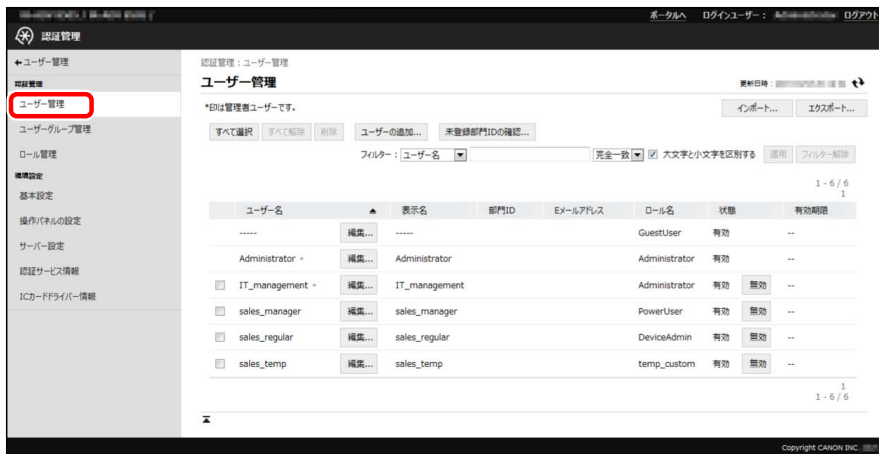 ポータルへ ログインユーザー： ログアウト
認証管理
ユーザー管理
認証管理
ユーザー管理
ユーザーグループ管理
ロール管理
環境設定
基本設定
操作パネルの設定
サーバー設定
認証サービス情報
ICカードドライバー情報
認証管理：ユーザー管理
ユーザー管理
更新日時：
*印は管理者ユーザーです。
インポート... エクスポート...
すべて選択 すべて解除 削除 ユーザーの追加... 未登録部門IDの確認...
フィルター： ユーザー名 完全一致 大文字と小文字を区別する 適用 フィルター解除
1 - 6 / 6
1
ユーザー名 ▲ 表示名 部門ID Eメールアドレス ロール名 状態 有効期限
----- 編集... ----- GuestUser 有効 --
Administrator * 編集... Administrator Administrator 有効 --
IT_management * 編集... IT_management Administrator 有効 無効 --
sales_manager 編集... sales_manager PowerUser 有効 無効 --
sales_regular 編集... sales_regular DeviceAdmin 有効 無効 --
sales_temp 編集... sales_temp temp_custom 有効 無効 --
1
1 - 6 / 6
Copyright CANON INC.